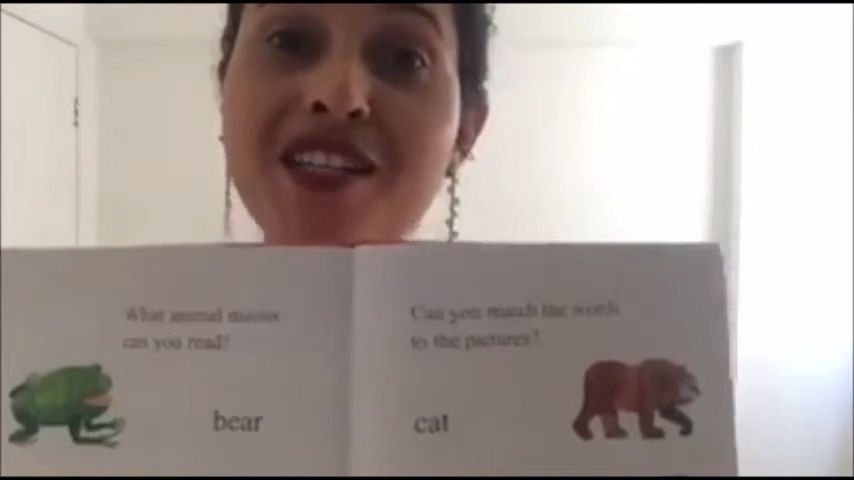 What animal names
can you read?
bear
Can you match the words
to the pictures?
cat